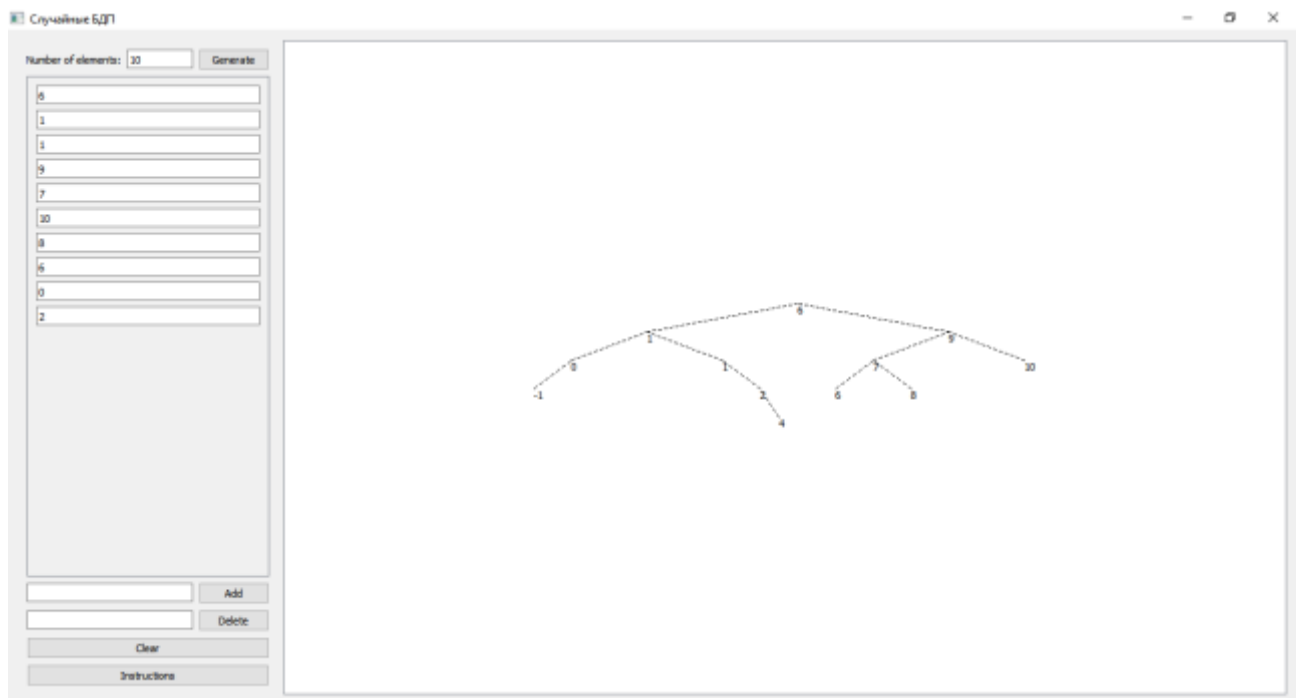 Случайные БДП
Number of elements: 10 Generate
6
1
1
9
7
10
8
6
0
2
6
1 9
0 1 7 10
-1 2 6 8
4
Add
Delete
Clear
Instructions